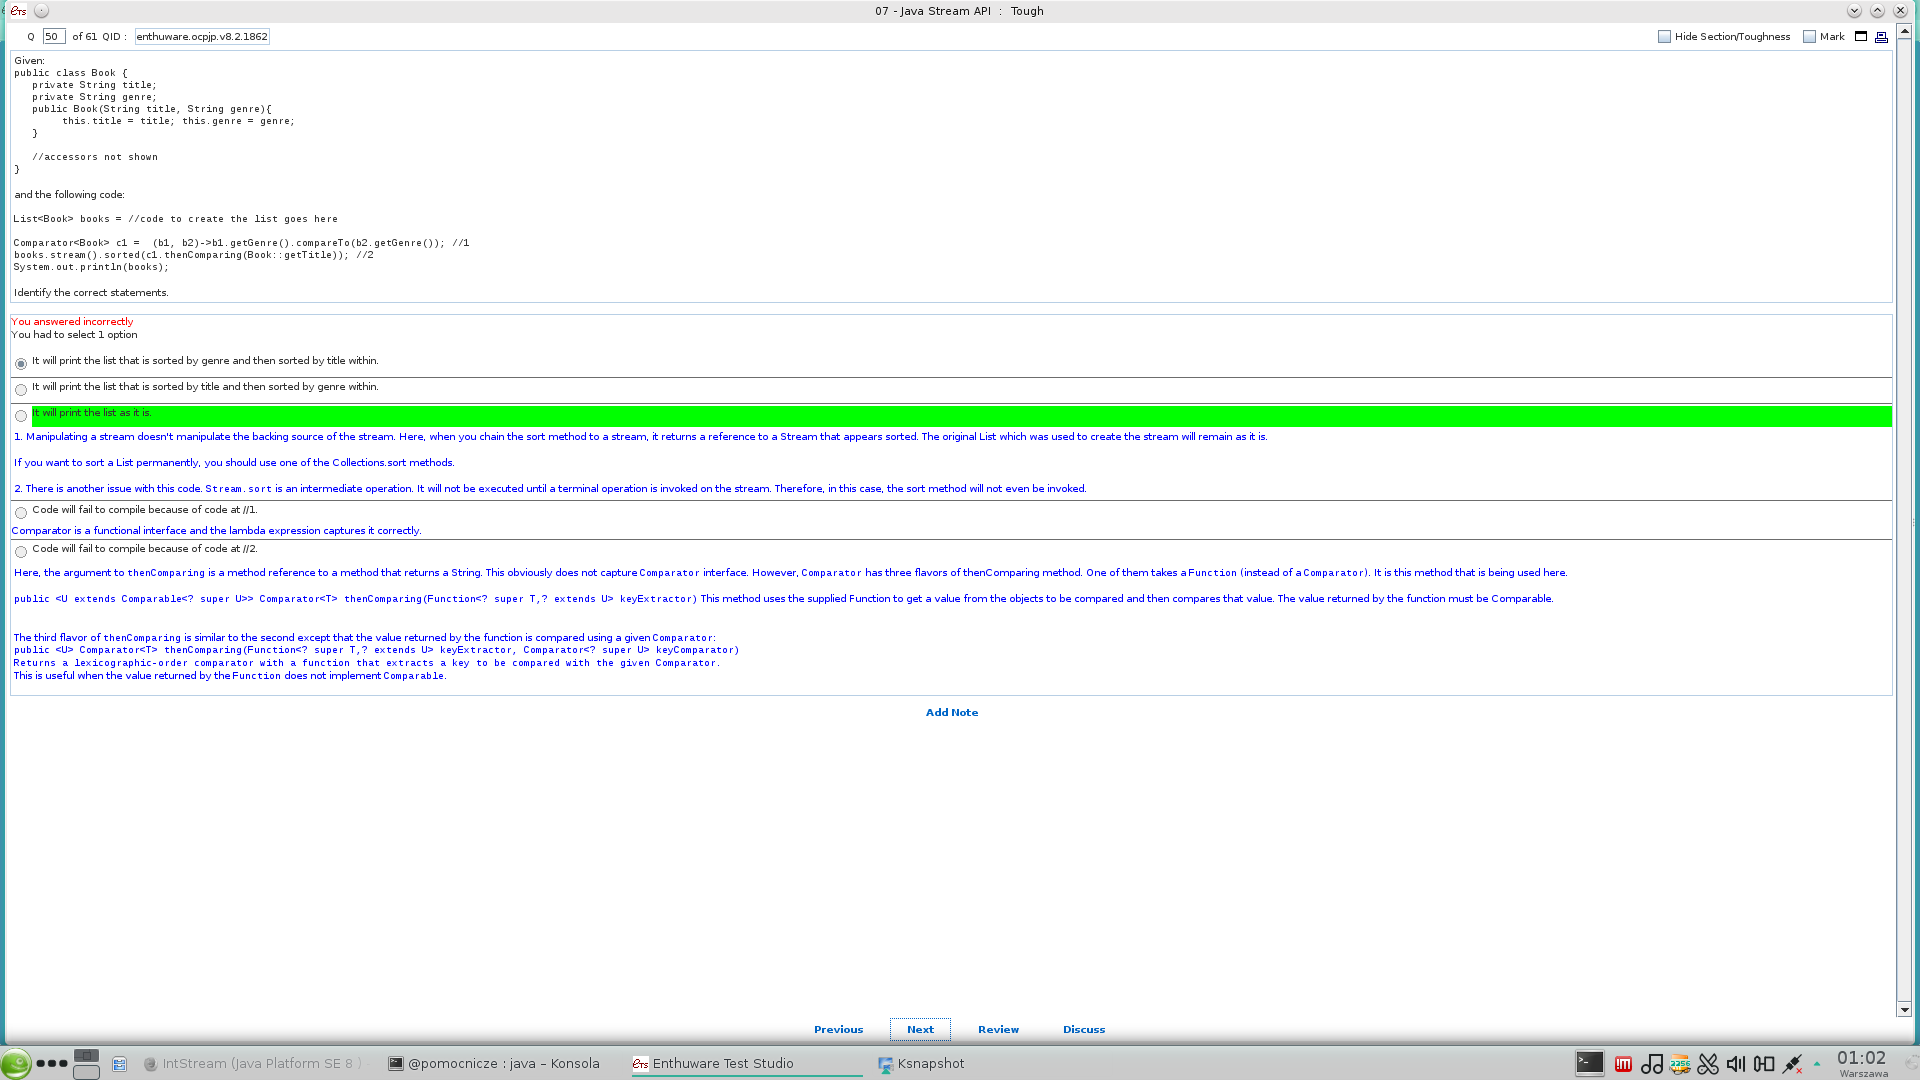 ETS
07 - Java Stream API : Tough
Q 50 of 61 QID : enthuware.ocpjp.v8.2.1862
Hide Section/Toughness Mark
Given:
public class Book {
private String title;
private String genre;
public Book(String title, String genre){
this.title = title; this.genre = genre;
}
//accessors not shown
}
and the following code:
List<Book> books = //code to create the list goes here
Comparator<Book> c1 = (b1, b2)->b1.getGenre().compareTo(b2.getGenre()); //1
books.stream().sorted(c1.thenComparing(Book::getTitle)); //2
System.out.println(books);
Identify the correct statements.
You answered incorrectly
You had to select 1 option
It will print the list that is sorted by genre and then sorted by title within.
It will print the list that is sorted by title and then sorted by genre within.
It will print the list as it is.
1. Manipulating a stream doesn't manipulate the backing source of the stream. Here, when you chain the sort method to a stream, it returns a reference to a Stream that appears sorted. The original List which was used to create the stream will remain as it is.
If you want to sort a List permanently, you should use one of the Collections.sort methods.
2. There is another issue with this code. Stream.sort is an intermediate operation. It will not be executed until a terminal operation is invoked on the stream. Therefore, in this case, the sort method will not even be invoked.
Code will fail to compile because of code at //1.
Comparator is a functional interface and the lambda expression captures it correctly.
Code will fail to compile because of code at //2.
Here, the argument to thenComparing is a method reference to a method that returns a String. This obviously does not capture Comparator interface. However, Comparator has three flavors of thenComparing method. One of them takes a Function (instead of a Comparator). It is this method that is being used here.
public <U extends Comparable<? super U>> Comparator<T> thenComparing(Function<? super T,? extends U> keyExtractor) This method uses the supplied Function to get a value from the objects to be compared and then compares that value. The value returned by the function must be Comparable.
The third flavor of thenComparing is similar to the second except that the value returned by the function is compared using a given Comparator:
public <U> Comparator<T> thenComparing(Function<? super T,? extends U> keyExtractor, Comparator<? super U> keyComparator)
Returns a lexicographic-order comparator with a function that extracts a key to be compared with the given Comparator.
This is useful when the value returned by the Function does not implement Comparable.
Add Note
Previous Next Review Discuss
IntStream (Java Platform SE 8 ) @pomocnicze : java – Konsola ETS Enthuware Test Studio Ksnapshot 01:02
Warszawa